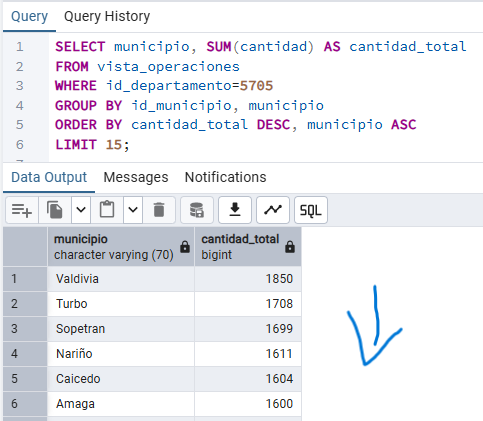 Query Query History
1 SELECT municipio, SUM(cantidad) AS cantidad_total
2 FROM vista_operaciones
3 WHERE id_departamento=5705
4 GROUP BY id_municipio, municipio
5 ORDER BY cantidad_total DESC, municipio ASC
6 LIMIT 15;
Data Output Messages Notifications
SQL
municipio cantidad_total
character varying (70) bigint
1 Valdivia 1850
2 Turbo 1708
3 Sopetran 1699
4 Nariño 1611
5 Caicedo 1604
6 Amaga 1600